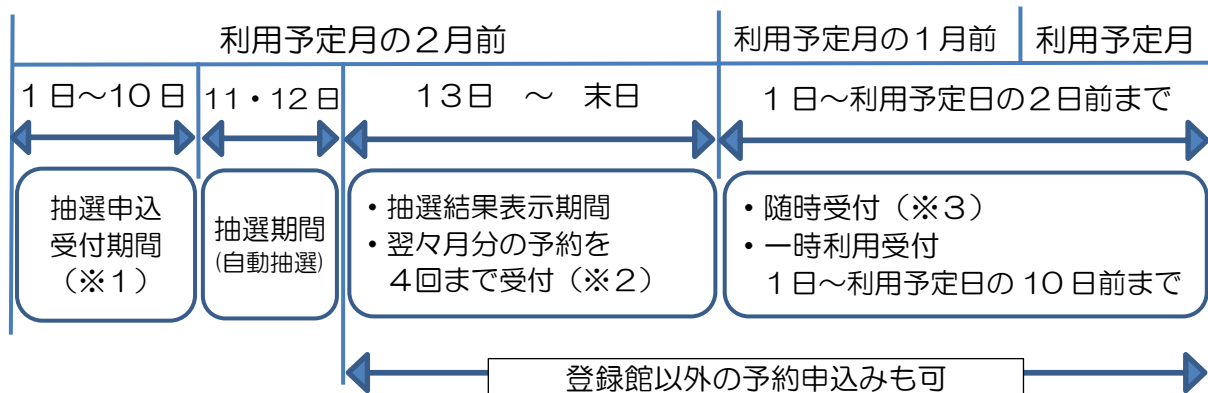 利用予定月の2月前
利用予定月の1月前
利用予定月
1日～10日
11・12日
13日 ～ 末日
1日～利用予定日の2日前まで
抽選申込
受付期間
（※1）
抽選期間
(自動抽選)
・抽選結果表示期間
・翌々月分の予約を
4回まで受付（※2）
・随時受付（※3）
・一時利用受付
1日～利用予定日の10日前まで
登録館以外の予約申込みも可